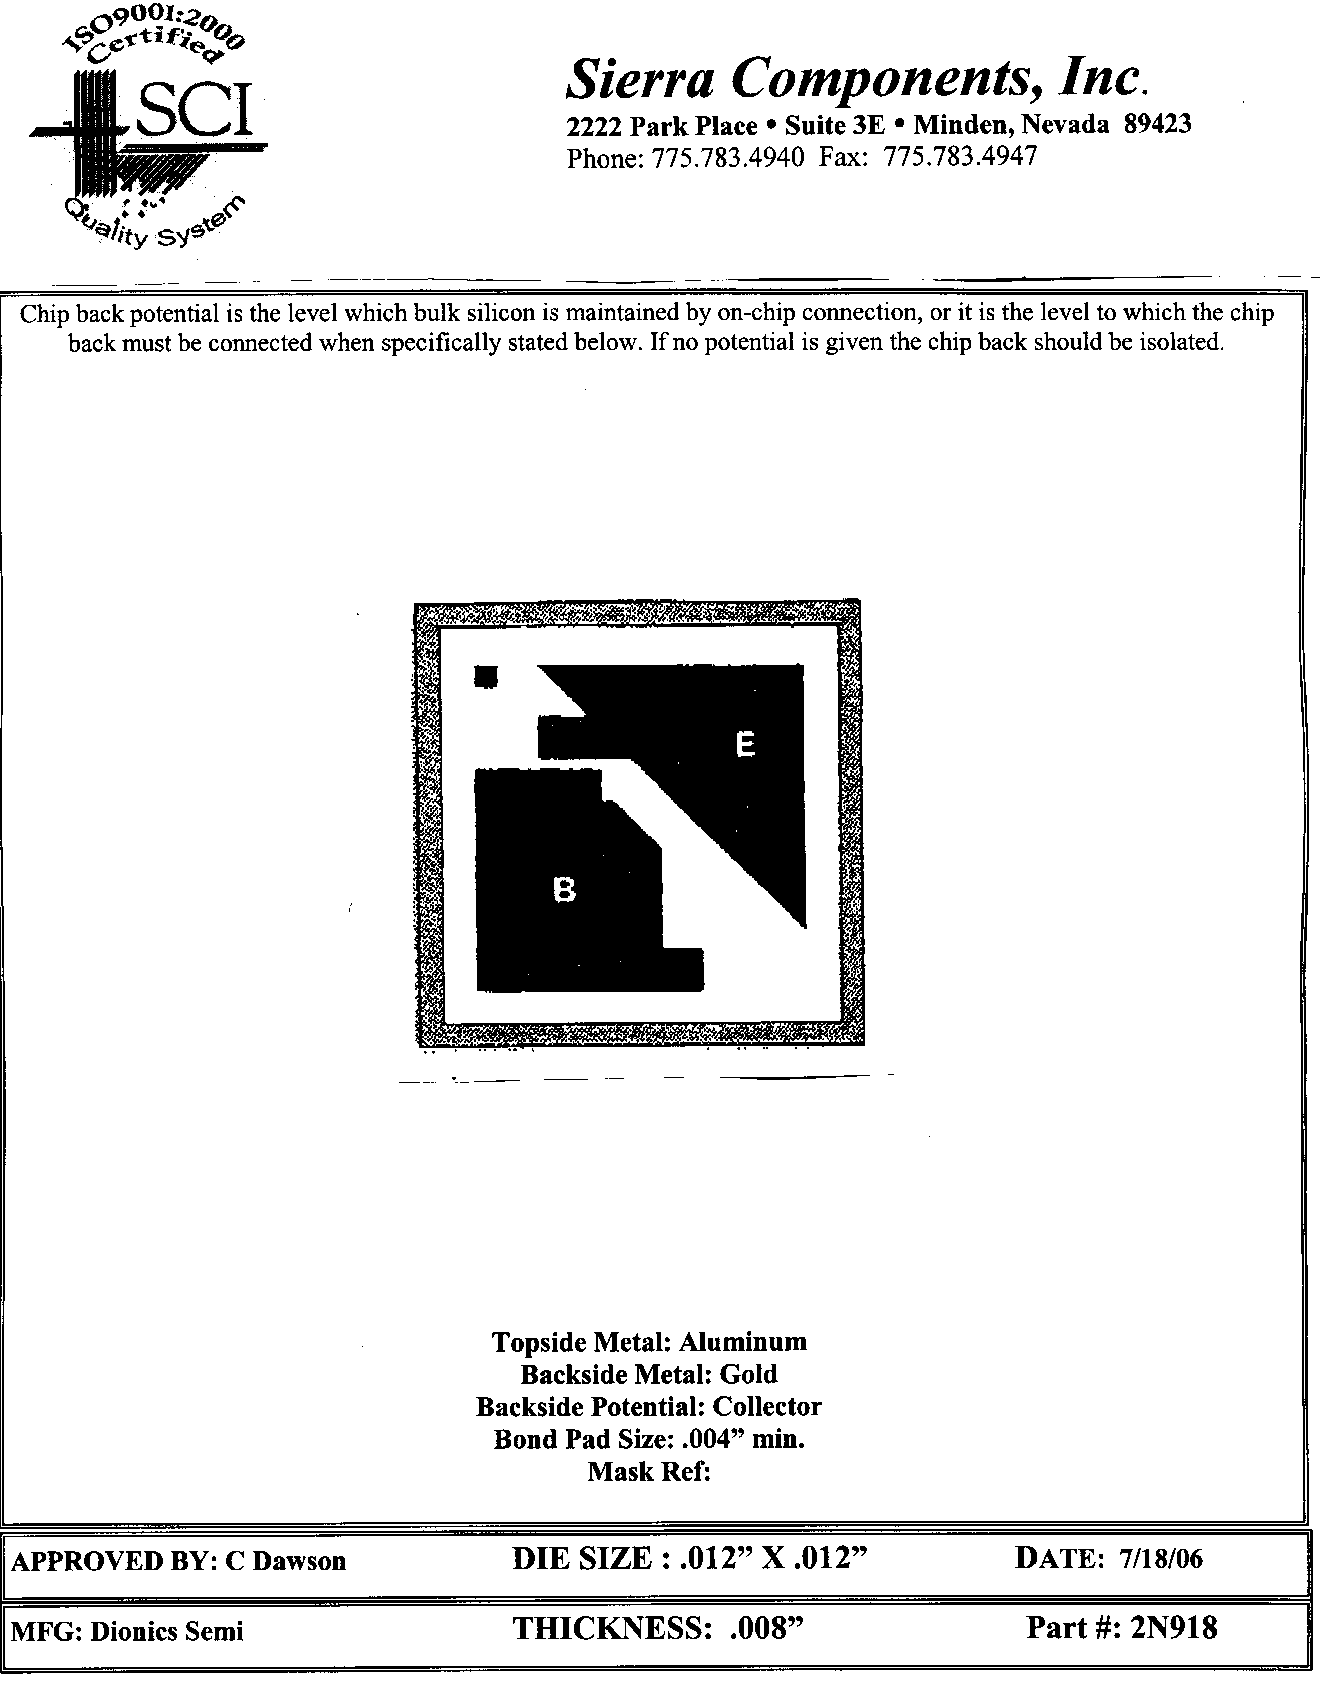 ISO9001:2000
Certified
SCI
Quality System
Sierra Components, Inc.
2222 Park Place • Suite 3E • Minden, Nevada 89423
Phone: 775.783.4940 Fax: 775.783.4947
Chip back potential is the level which bulk silicon is maintained by on-chip connection, or it is the level to which the chip
back must be connected when specifically stated below. If no potential is given the chip back should be isolated.
E
B
Topside Metal: Aluminum
Backside Metal: Gold
Backside Potential: Collector
Bond Pad Size: .004” min.
Mask Ref:
APPROVED BY: C Dawson
DIE SIZE : .012” X .012”
DATE: 7/18/06
MFG: Dionics Semi
THICKNESS: .008”
Part #: 2N918